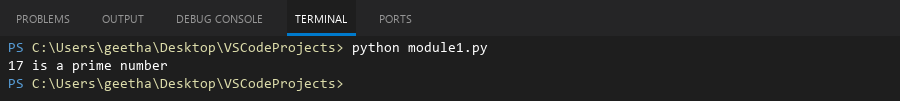 PROBLEMS OUTPUT DEBUG CONSOLE TERMINAL PORTS
PS C:\Users\geetha\Desktop\VSCodeProjects> python module1.py
17 is a prime number
PS C:\Users\geetha\Desktop\VSCodeProjects>